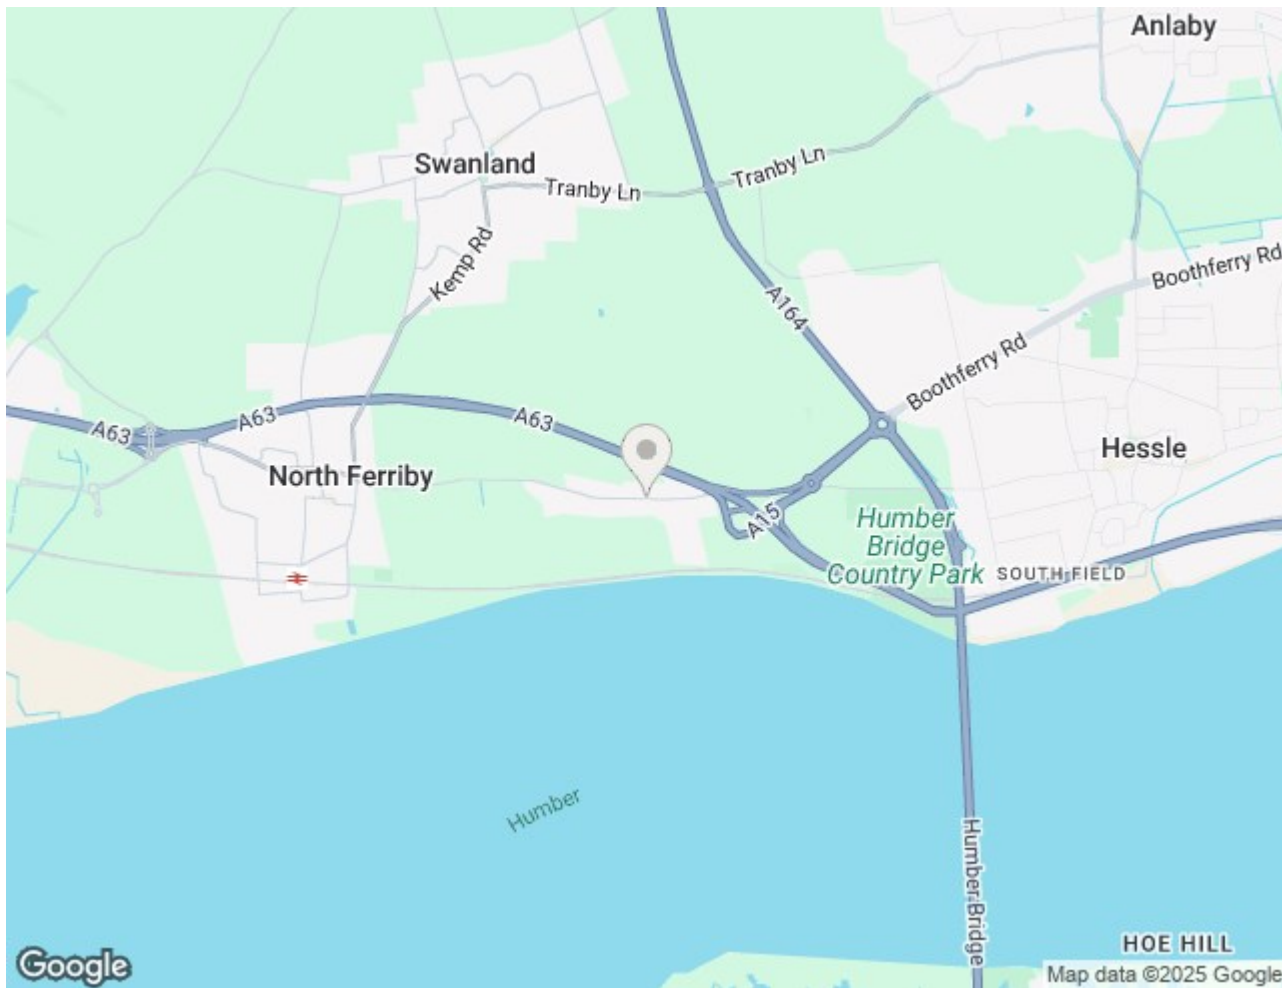 Anlaby
Swanland
Tranby Ln
Tranby Ln
Kemp Rd
Boothferry Rd
A164
Boothferry Rd
A63
A63
A63
North Ferriby
Hessle
A15
Humber
Bridge
Country Park
SOUTH FIELD
Humber
Humber Bridge
HOE HILL
Google
Map data ©2025 Google